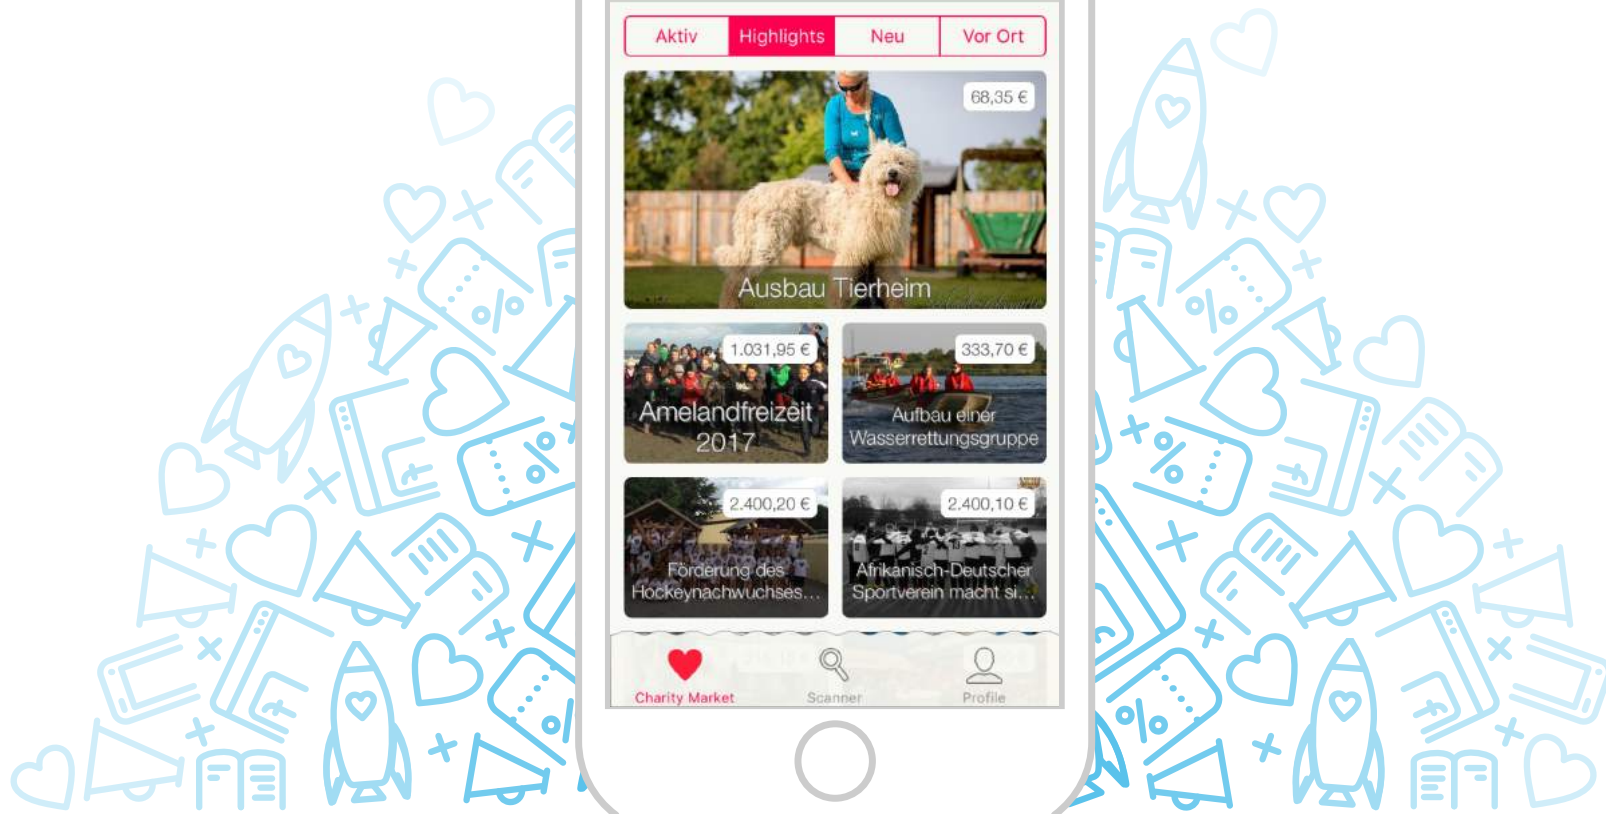 Aktiv
Highlights
Neu
Vor Ort
68,35 €
Ausbau Tierheim
1.031,95 €
Amelandfreizeit
2017
333,70 €
Aufbau einer
Wasserrettungsgruppe
2.400,20 €
Förderung des
Hockeynachwuchses...
2.400,10 €
Afrikanisch-Deutscher
Sportverein macht si...
Charity Market
Scanner
Profile